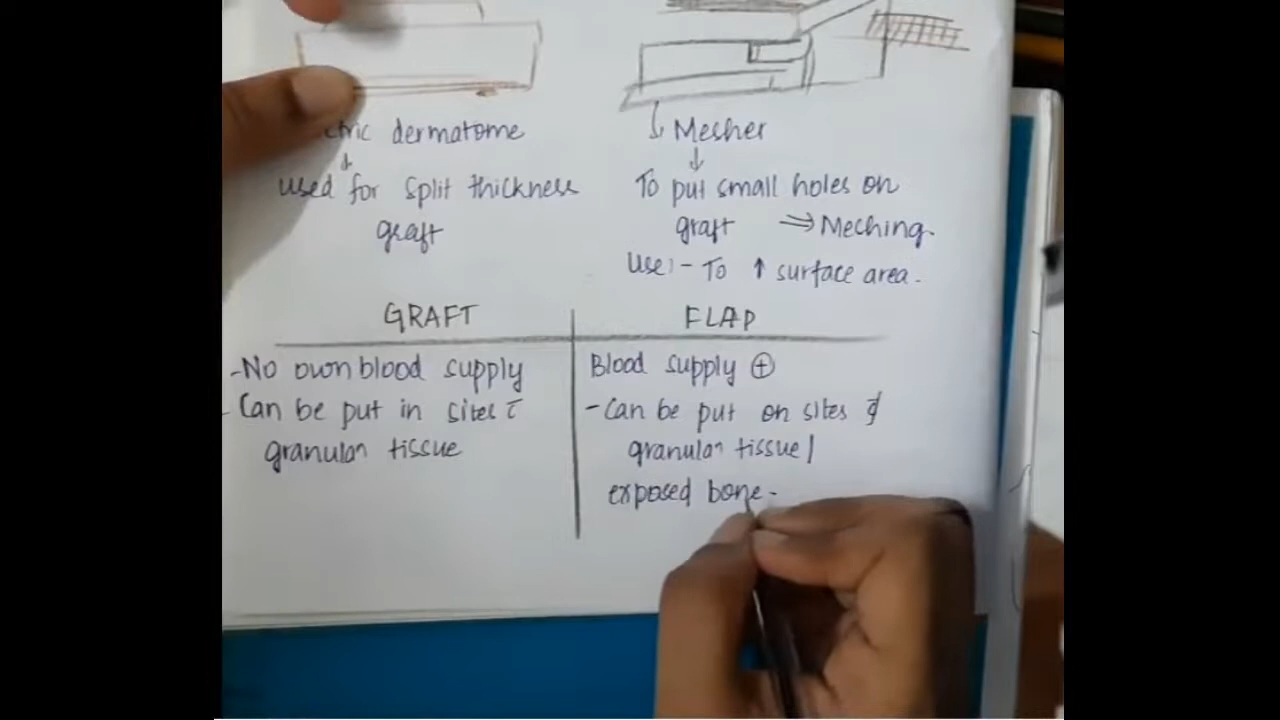 dermatome
used for split thickness
graft
Mesher
To put small holes on
graft ⇒ Meching.
Use:- To ↑ surface area.
GRAFT
-No own blood supply
- Can be put in sites c̄
granular tissue
FLAP
Blood supply ⊕
-Can be put on sites
granular tissue/
exposed bone-